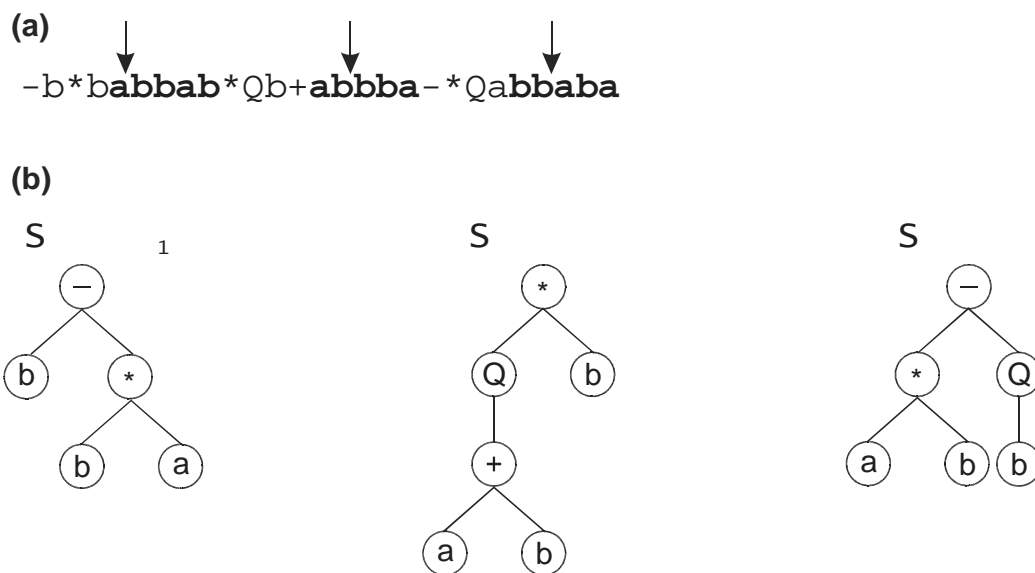 (a)
-b*babbab*Qb+abbba-*Qabbaba
(b)
S 1 S S
− * −
b * Q b * Q
b a + a b b
a b